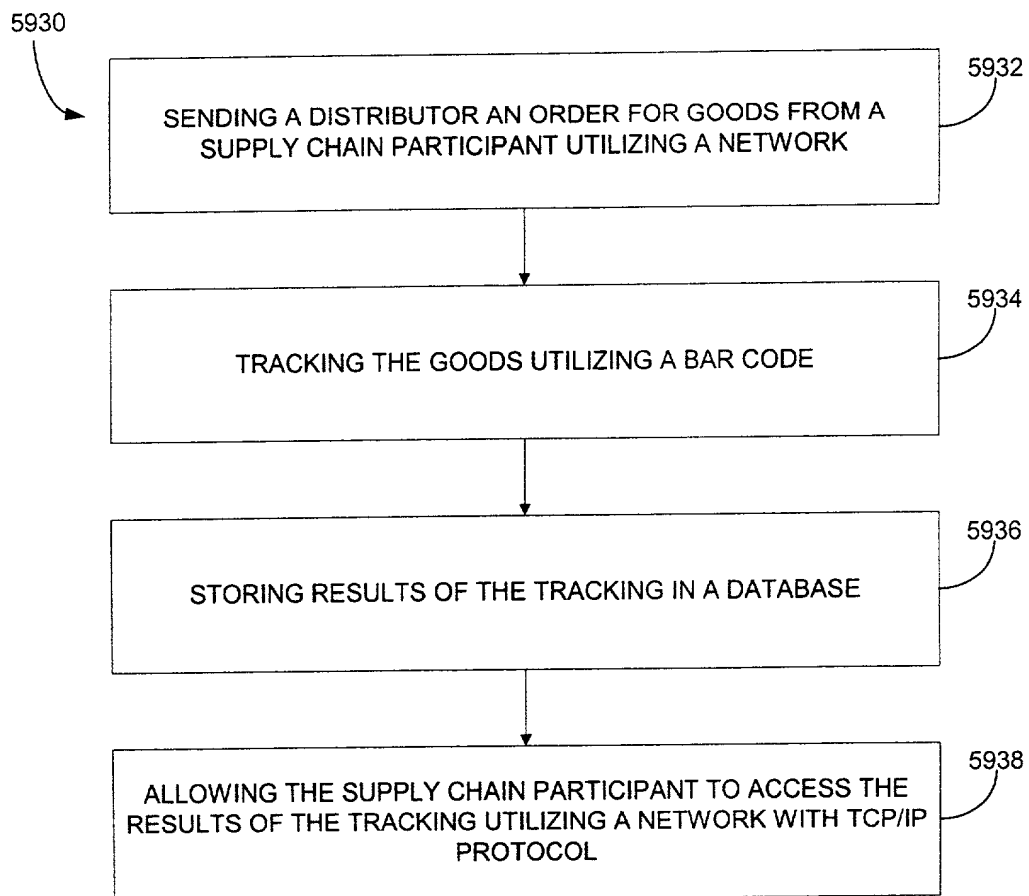 5930
5932
SENDING A DISTRIBUTOR AN ORDER FOR GOODS FROM A
SUPPLY CHAIN PARTICIPANT UTILIZING A NETWORK
5934
TRACKING THE GOODS UTILIZING A BAR CODE
5936
STORING RESULTS OF THE TRACKING IN A DATABASE
5938
ALLOWING THE SUPPLY CHAIN PARTICIPANT TO ACCESS THE
RESULTS OF THE TRACKING UTILIZING A NETWORK WITH TCP/IP
PROTOCOL